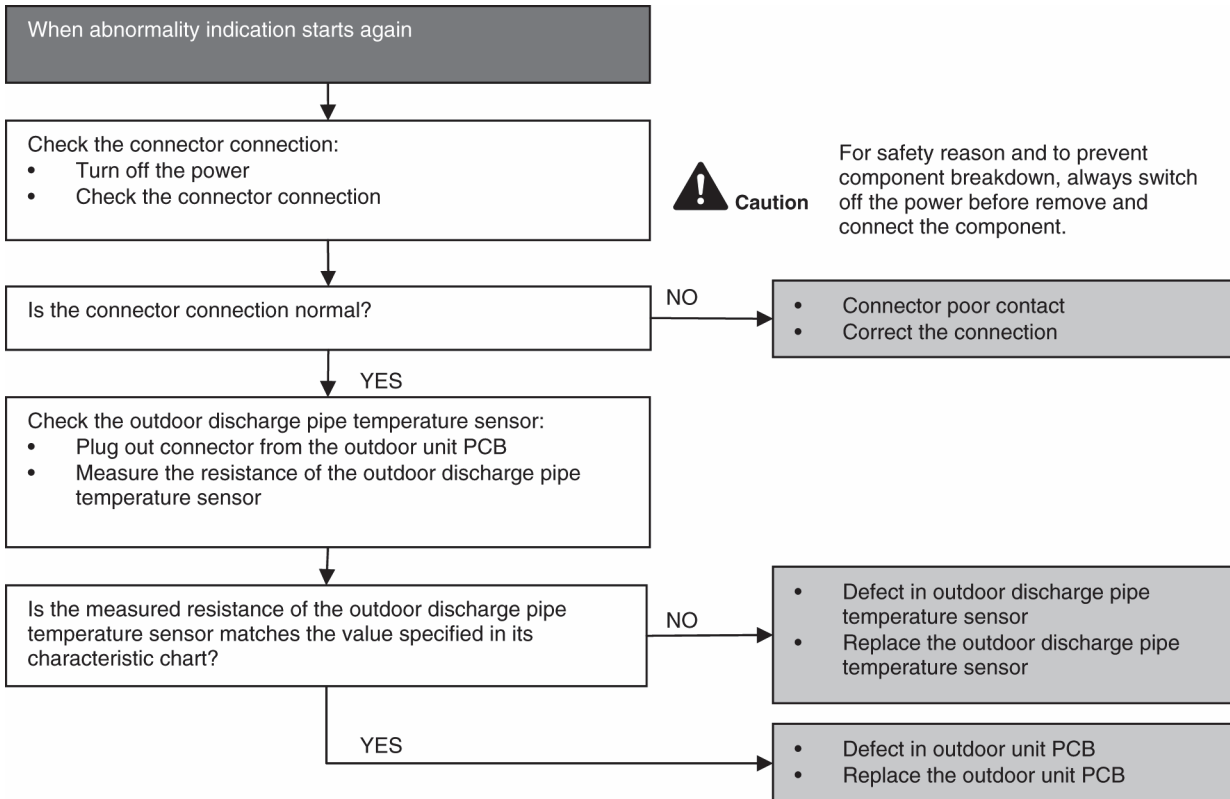 When abnormality indication starts again
Check the connector connection:
• Turn off the power
• Check the connector connection
Caution
For safety reason and to prevent
component breakdown, always switch
off the power before remove and
connect the component.
Is the connector connection normal?
NO
• Connector poor contact
• Correct the connection
YES
Check the outdoor discharge pipe temperature sensor:
• Plug out connector from the outdoor unit PCB
• Measure the resistance of the outdoor discharge pipe
temperature sensor
Is the measured resistance of the outdoor discharge pipe
temperature sensor matches the value specified in its
characteristic chart?
NO
• Defect in outdoor discharge pipe
temperature sensor
• Replace the outdoor discharge pipe
temperature sensor
YES
• Defect in outdoor unit PCB
• Replace the outdoor unit PCB